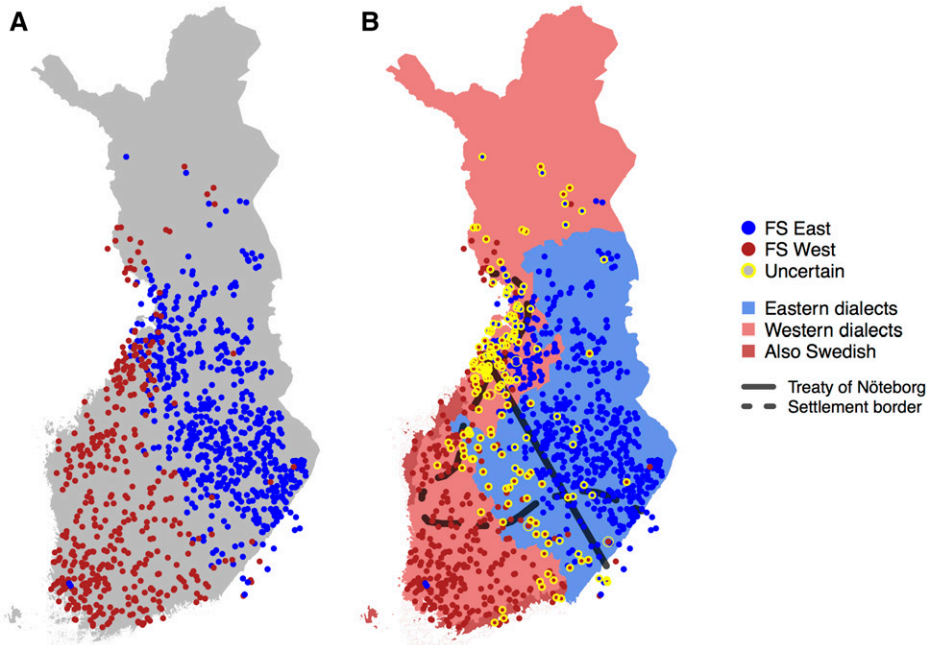 A
B
FS East
FS West
Uncertain
Eastern dialects
Western dialects
Also Swedish
Treaty of Nöteborg
Settlement border